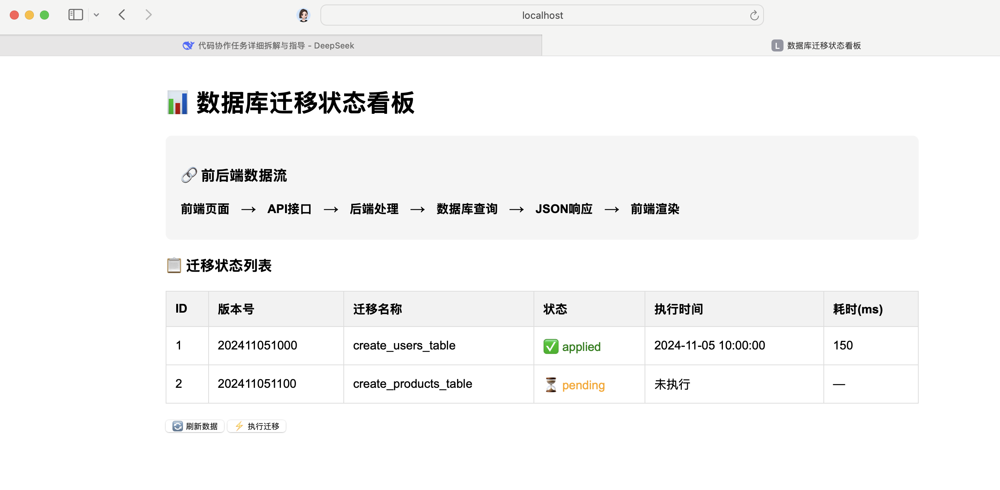 localhost
代码协作任务详细拆解与指导 - DeepSeek
L 数据库迁移状态看板
📊 数据库迁移状态看板
🔗 前后端数据流
前端页面 → API接口 → 后端处理 → 数据库查询 → JSON响应 → 前端渲染
📋 迁移状态列表
ID 版本号 迁移名称 状态 执行时间 耗时(ms)
1 202411051000 create_users_table ✅ applied 2024-11-05 10:00:00 150
2 202411051100 create_products_table ⏳ pending 未执行 —
🔄 刷新数据 ⚡ 执行迁移